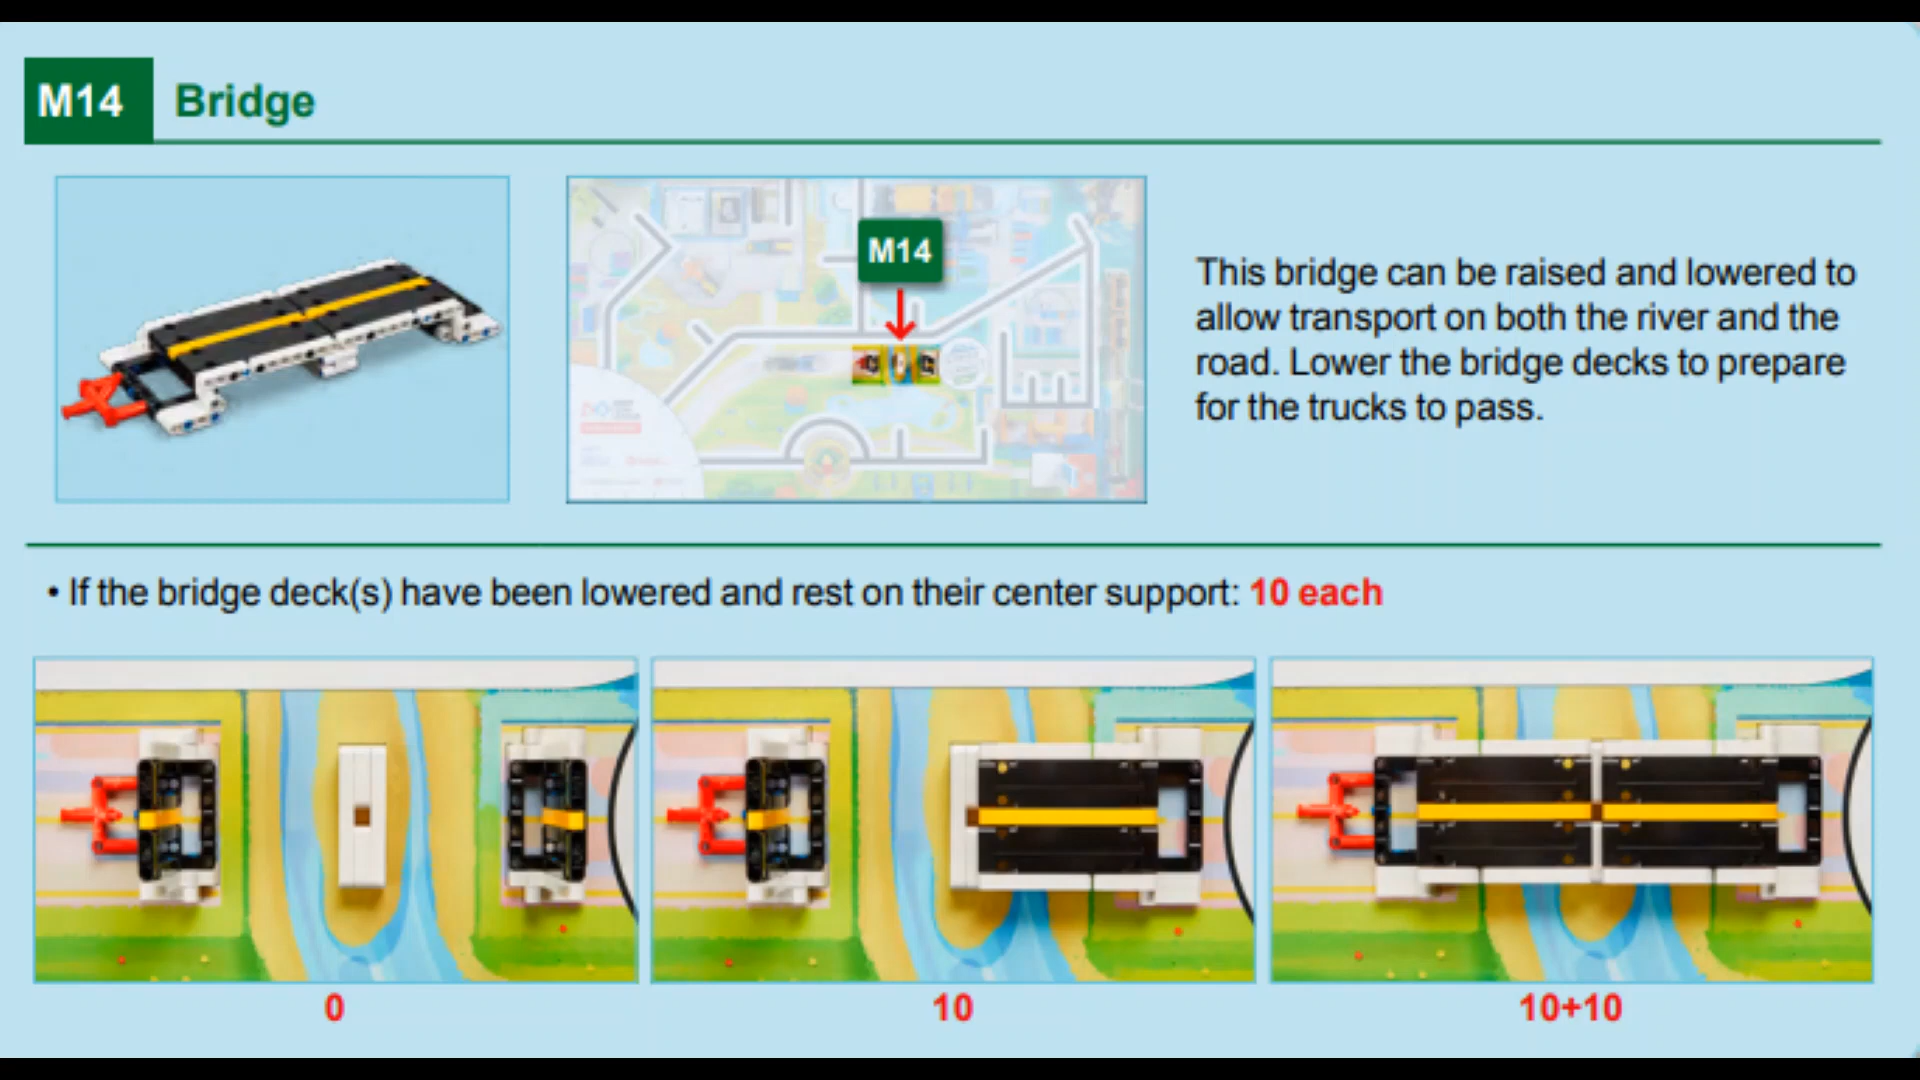 M14 Bridge
M14
This bridge can be raised and lowered to
allow transport on both the river and the
road. Lower the bridge decks to prepare
for the trucks to pass.
• If the bridge deck(s) have been lowered and rest on their center support: 10 each
0
10
10+10